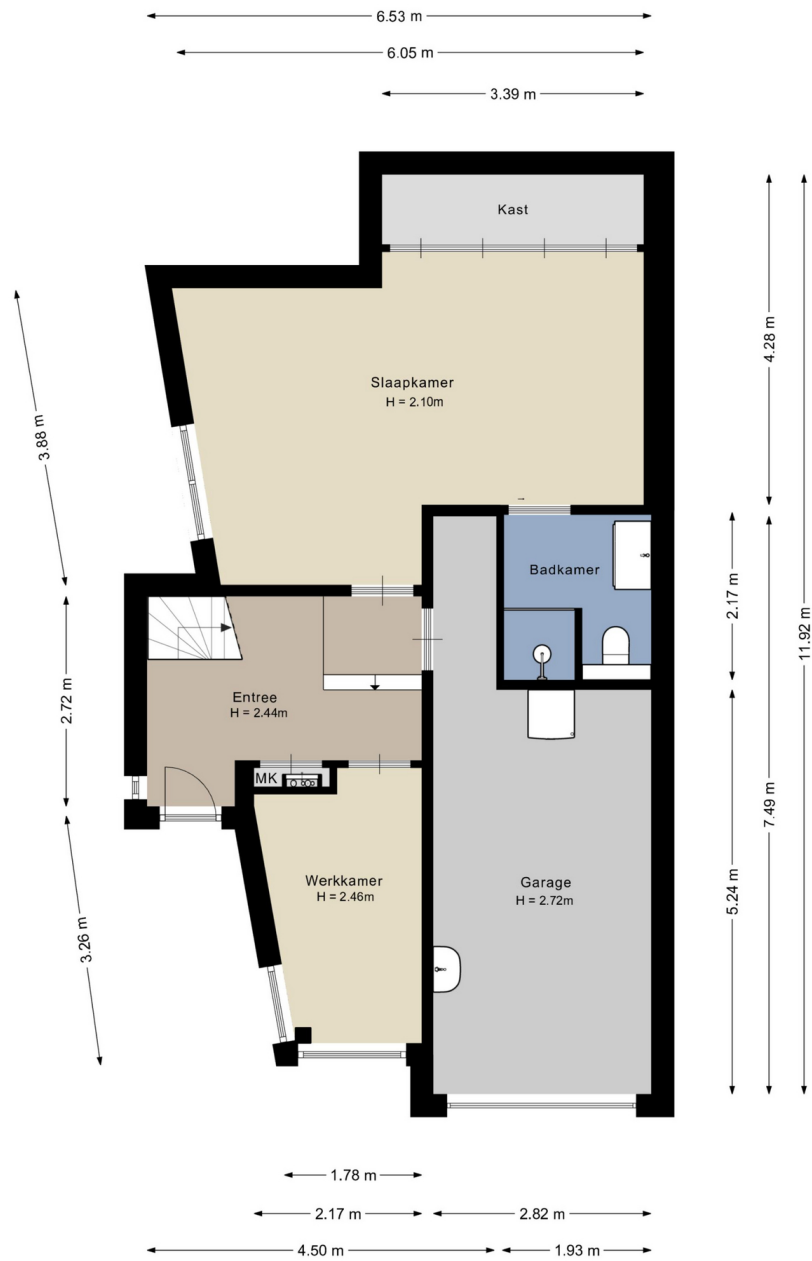 6.53 m
6.05 m
3.39 m
Kast
4.28 m
Slaapkamer
H = 2.10m
3.88 m
Badkamer
2.17 m
11.92 m
2.72 m
Entree
H = 2.44m
MK
7.49 m
Werkkamer
H = 2.46m
Garage
H = 2.72m
5.24 m
3.26 m
1.78 m
2.17 m
2.82 m
4.50 m
1.93 m